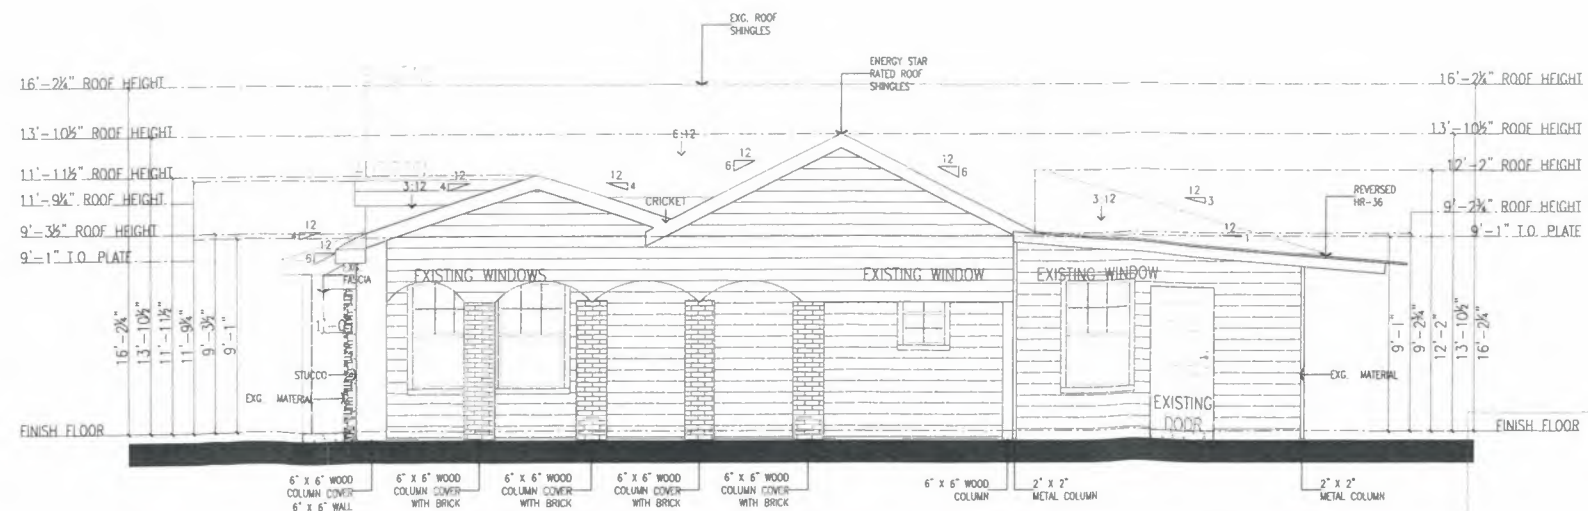 EXG. ROOF
SHINGLES
ENERGY STAR
RATED ROOF
SHINGLES
16'-2¼" ROOF HEIGHT
13'-10½" ROOF HEIGHT
11'-11½" ROOF HEIGHT
11'-9¼" ROOF HEIGHT
9'-3½" ROOF HEIGHT
9'-1" T.O. PLATE
FINISH FLOOR
16'-2¼"
13'-10½"
11'-11½"
11'-9¼"
9'-3½"
9'-1"
12
6
12
4
3:12
12
4
12
4
CRICKET
6:12
12
6
12
6
3:12
12
3
12
1
REVERSED
HR-36
16'-2¼" ROOF HEIGHT
13'-10½" ROOF HEIGHT
12'-2" ROOF HEIGHT
9'-2¾" ROOF HEIGHT
9'-1" T.O. PLATE
FINISH FLOOR
9'-1"
9'-2¾"
12'-2"
13'-10½"
16'-2¼"
FASCIA
EXISTING WINDOWS
EXISTING WINDOW
EXISTING WINDOW
STUCCO
EXG. MATERIAL
EXG. MATERIAL
EXISTING
DOOR
6" X 6" WOOD
COLUMN COVER
6" X 6" WALL
6" X 6" WOOD
COLUMN COVER
WITH BRICK
6" X 6" WOOD
COLUMN COVER
WITH BRICK
6" X 6" WOOD
COLUMN COVER
WITH BRICK
6" X 6" WOOD
COLUMN COVER
WITH BRICK
6" X 6" WOOD
COLUMN
2" X 2"
METAL COLUMN
2" X 2"
METAL COLUMN